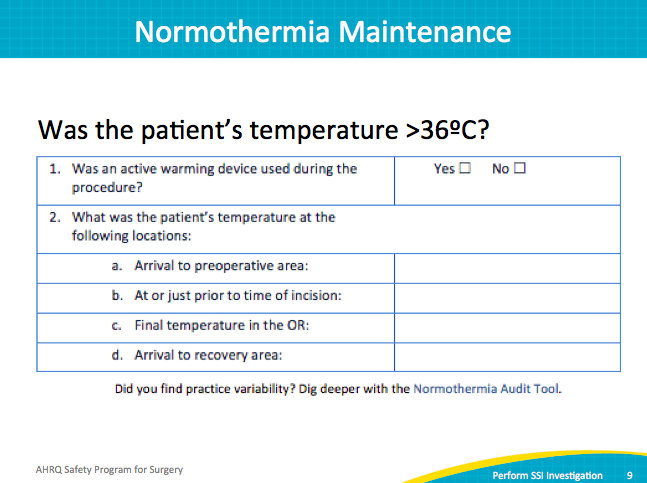 Normothermia Maintenance
Was the patient's temperature >36ºC?
1. Was an active warming device used during the
procedure?
Yes ☐ No ☐
2. What was the patient's temperature at the
following locations:
a. Arrival to preoperative area:
b. At or just prior to time of incision:
c. Final temperature in the OR:
d. Arrival to recovery area:
Did you find practice variability? Dig deeper with the Normothermia Audit Tool.
AHRQ Safety Program for Surgery
Perform SSI Investigation 9